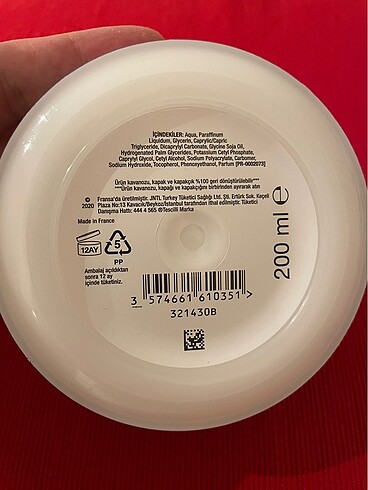 İÇİNDEKİLER: Aqua, Paraffinum
Liquidum, Glycerin, Caprylic/Capric
Triglyceride, Dicaprylyl Carbonate, Glycine Soja Oil,
Hydrogenated Palm Glycerides, Potassium Cetyl Phosphate,
Caprylyl Glycol, Cetyl Alcohol, Sodium Polyacrylate, Carbomer,
Sodium Hydroxide, Tocopherol, Phenoxyethanol, Parfum [PR-0002073]
Ürün kavanozu, kapak ve kapakçık %100 geri dönüştürülebilir***
***Ürün kavanozu, kapağı ve kapakçığını birbirinden ayırarak atın
© Fransa'da üretilmiştir. JNTL Turkey Tüketici Sağlığı Ltd. Şti. Ertürk Sok. Keçeli
2020 Plaza No:13 Kavacık/Beykoz/İstanbul tarafından ithal edilmiştir. Tüketici
Danışma Hattı: 444 4 565 ®Tescilli Marka
Made in France
12AY
5
PP
Ambalaj açıldıktan
sonra 12 ay
içinde tüketiniz.
200 ml e
3 574661 610351 >
321430B